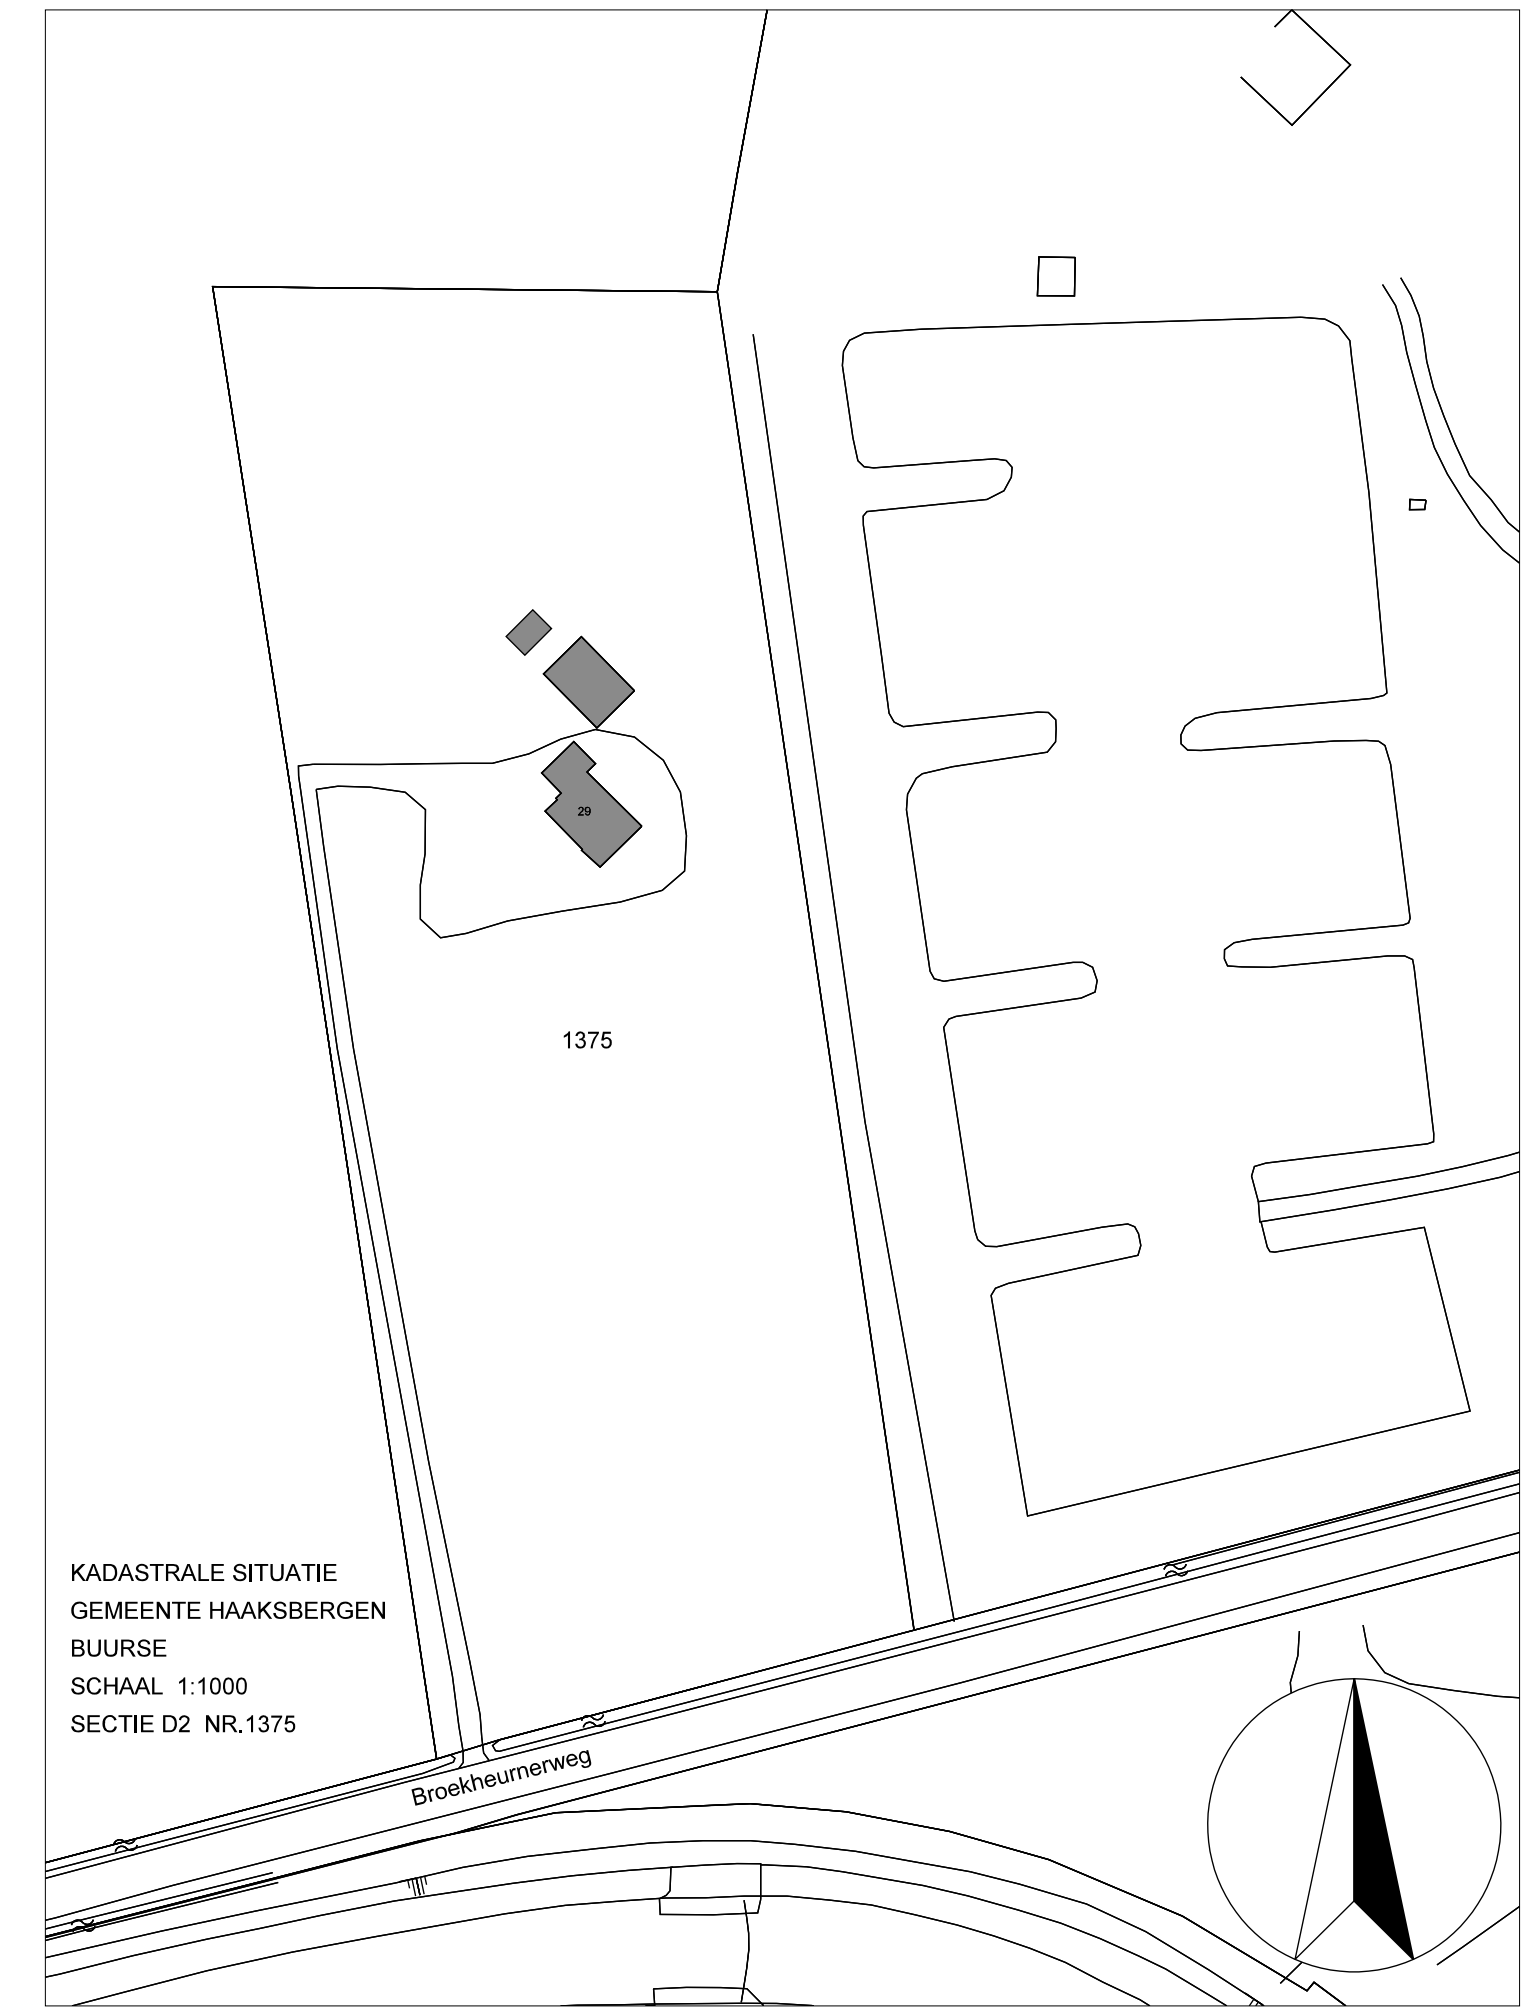 29
1375
KADASTRALE SITUATIE
GEMEENTE HAAKSBERGEN
BUURSE
SCHAAL 1:1000
SECTIE D2 NR.1375
Broekheurnerweg